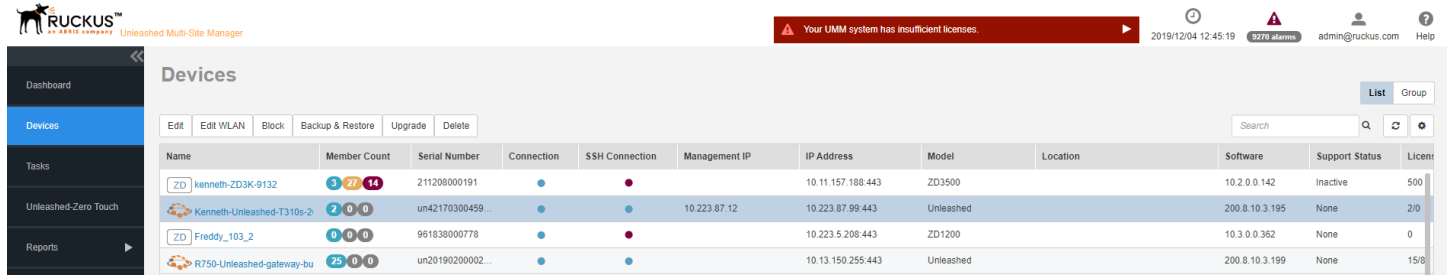 RUCKUS™
an ARRIS company Unleashed Multi-Site Manager
Your UMM system has insufficient licenses.
2019/12/04 12:45:19 9270 alarms admin@ruckus.com Help
Dashboard
Devices
Tasks
Unleashed-Zero Touch
Reports
Devices
List Group
Edit Edit WLAN Block Backup & Restore Upgrade Delete Search
Name Member Count Serial Number Connection SSH Connection Management IP IP Address Model Location Software Support Status Licens
ZD kenneth-ZD3K-9132 3 27 14 211208000191 10.11.157.188:443 ZD3500 10.2.0.0.142 Inactive 500
Kenneth-Unleashed-T310s-2 2 0 0 un42170300459... 10.223.87.12 10.223.87.99:443 Unleashed 200.8.10.3.195 None 2/0
ZD Freddy_103_2 0 0 0 961838000778 10.223.5.208:443 ZD1200 10.3.0.0.362 None 0
R750-Unleashed-gateway-bu 25 0 0 un20190200002... 10.13.150.255:443 Unleashed 200.8.10.3.199 None 15/8